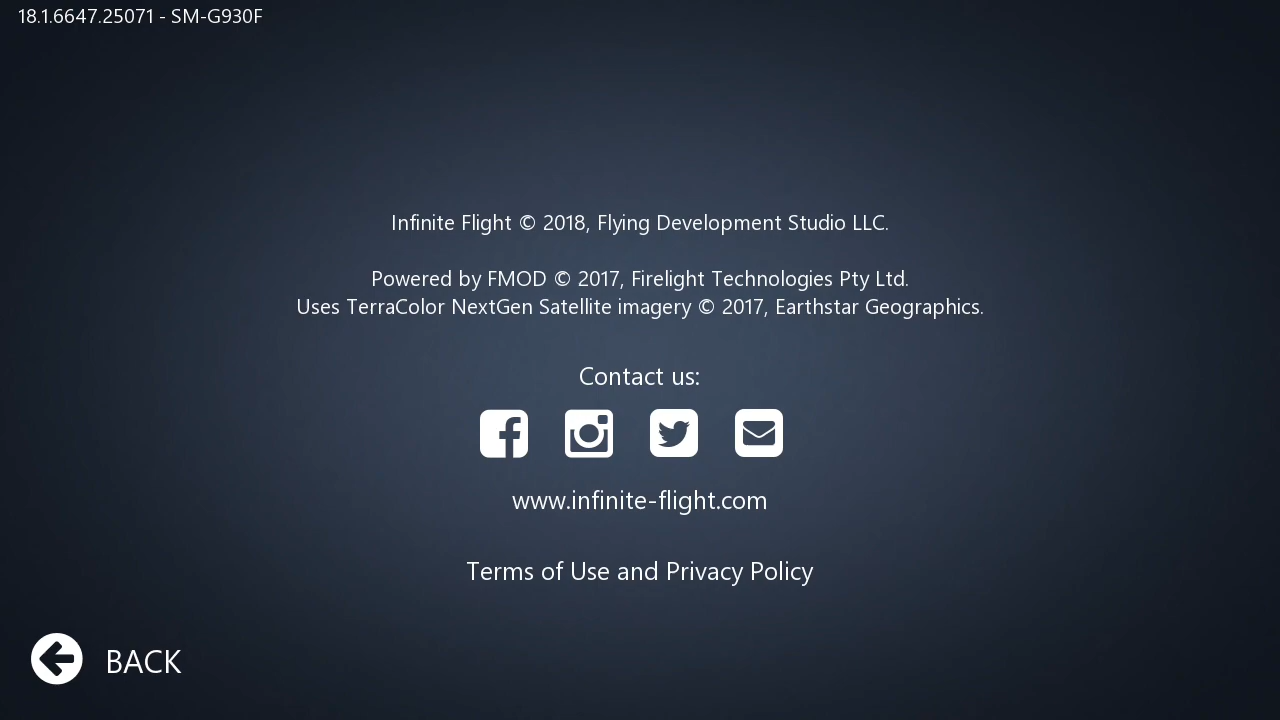 18.1.6647.25071 - SM-G930F
Infinite Flight © 2018, Flying Development Studio LLC.
Powered by FMOD © 2017, Firelight Technologies Pty Ltd.
Uses TerraColor NextGen Satellite imagery © 2017, Earthstar Geographics.
Contact us:
www.infinite-flight.com
Terms of Use and Privacy Policy
BACK